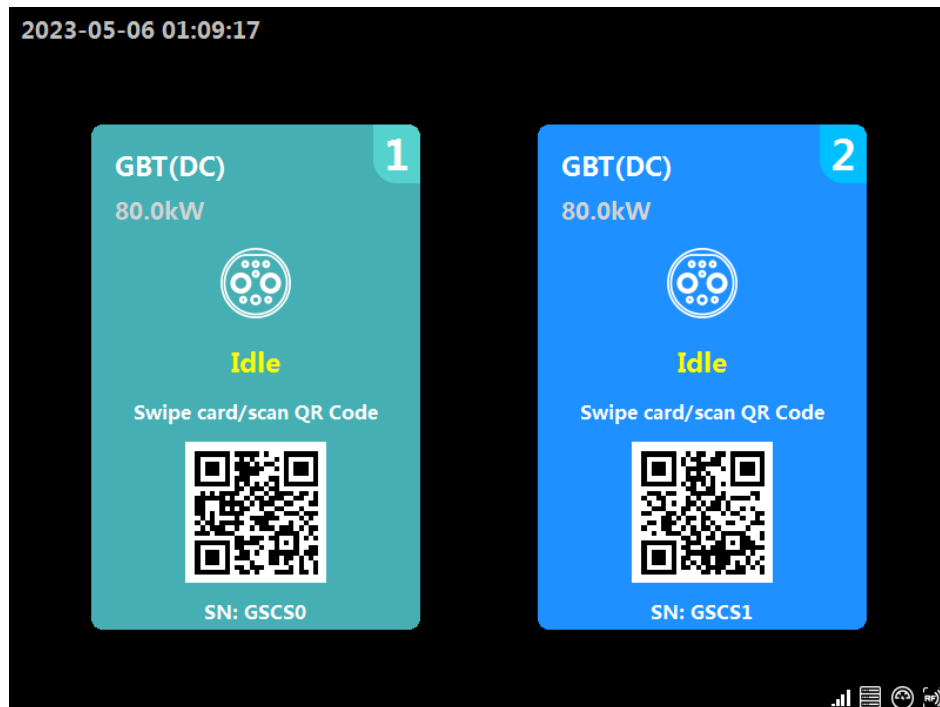 2023-05-06 01:09:17
1
GBT(DC)
80.0kW
Idle
Swipe card/scan QR Code
SN: GSCS0
2
GBT(DC)
80.0kW
Idle
Swipe card/scan QR Code
SN: GSCS1
RF